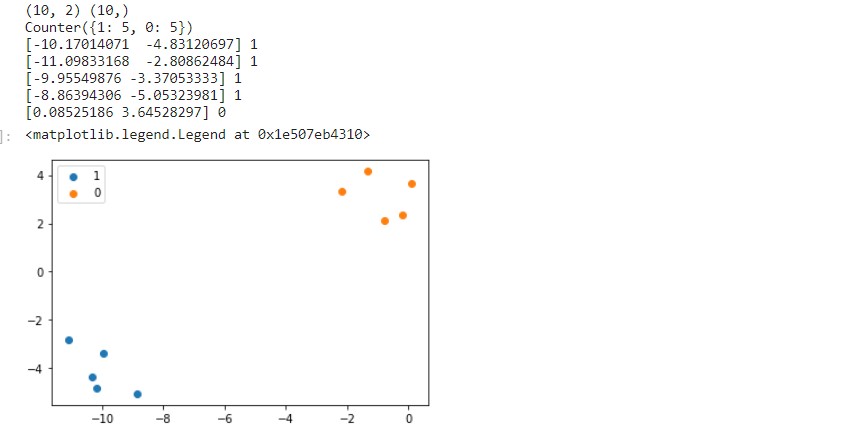 (10, 2) (10,)
Counter({1: 5, 0: 5})
[-10.17014071  -4.83120697] 1
[-11.09833168  -2.80862484] 1
[-9.95549876 -3.37053333] 1
[-8.86394306 -5.05323981] 1
[0.08525186 3.64528297] 0
]: <matplotlib.legend.Legend at 0x1e507eb4310>
1
0
4
2
0
−2
−4
−10 −8 −6 −4 −2 0